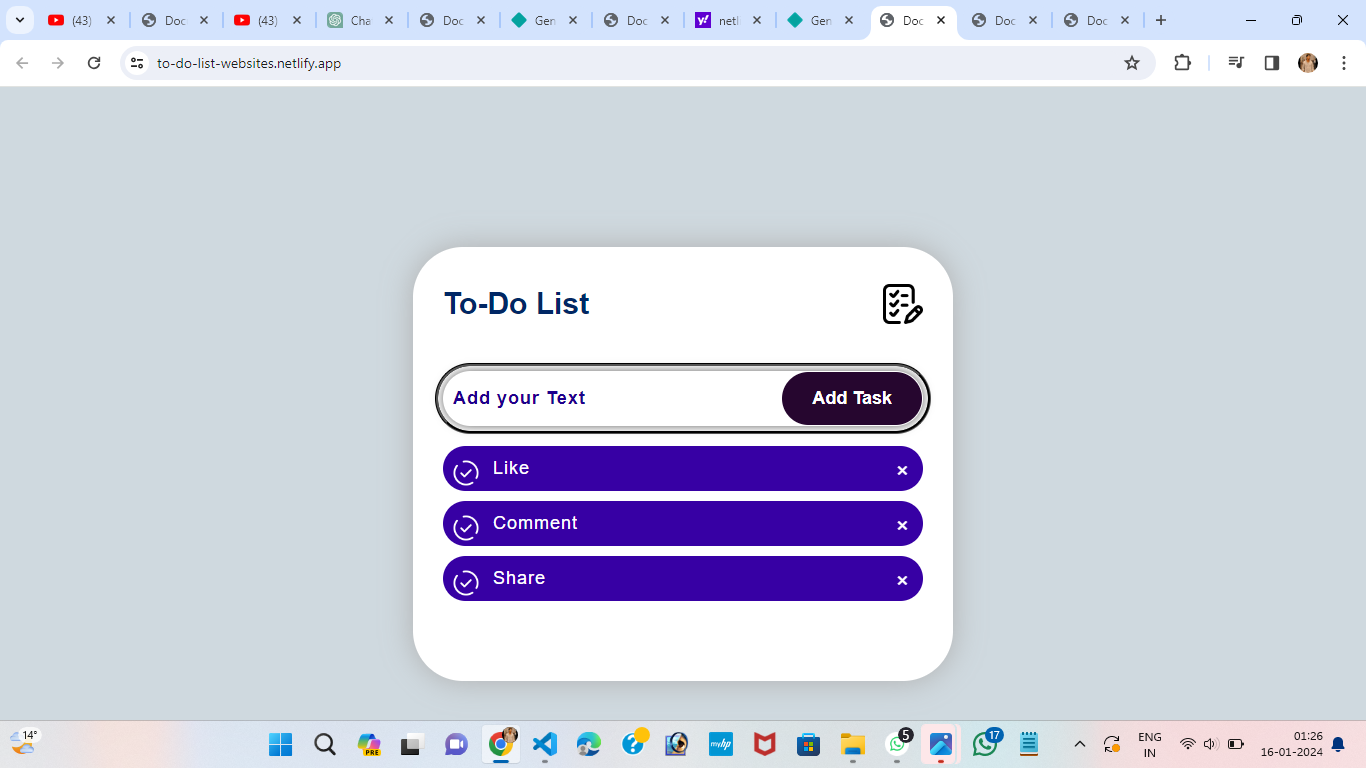 (43)
Doc
(43)
Cha
Doc
Gen
Doc
netl
Gen
Doc
Doc
Doc
to-do-list-websites.netlify.app
To-Do List
Add your Text
Add Task
Like
Comment
Share
14°
PRE
myhp
5
17
ENG
IN
01:26
16-01-2024